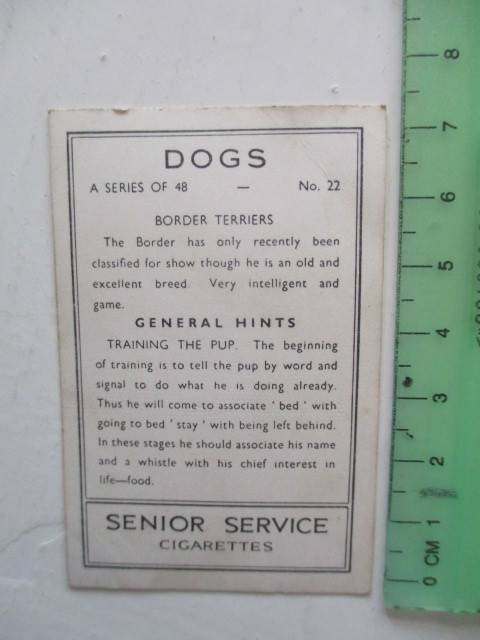 DOGS
A SERIES OF 48 — No. 22
BORDER TERRIERS
The Border has only recently been
classified for show though he is an old and
excellent breed. Very intelligent and
game.
GENERAL HINTS
TRAINING THE PUP. The beginning
of training is to tell the pup by word and
signal to do what he is doing already.
Thus he will come to associate ' bed ' with
going to bed ' stay ' with being left behind.
In these stages he should associate his name
and a whistle with his chief interest in
life—food.
SENIOR SERVICE
CIGARETTES
8
7
6
5
4
3
2
1
0 CM